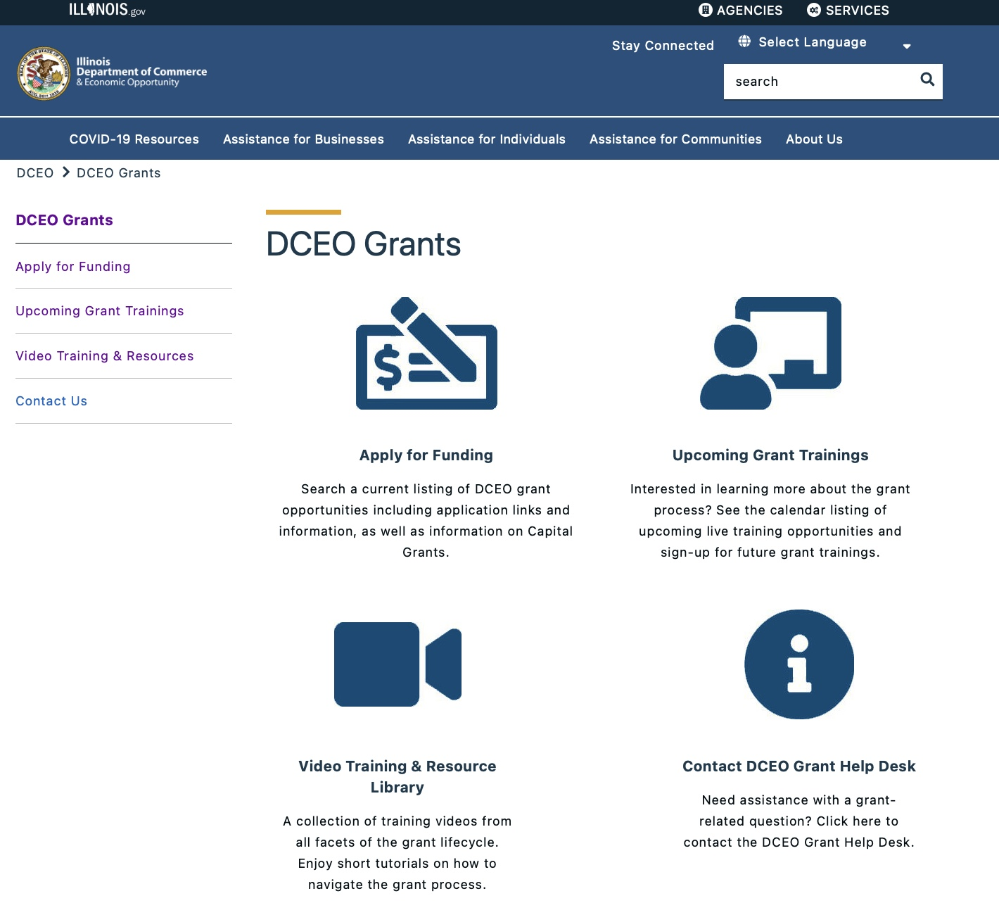 ILLINOIS.gov
AGENCIES
SERVICES
Stay Connected
Select Language
Illinois
Department of Commerce
& Economic Opportunity
search
COVID-19 Resources
Assistance for Businesses
Assistance for Individuals
Assistance for Communities
About Us
DCEO > DCEO Grants
DCEO Grants
Apply for Funding
Upcoming Grant Trainings
Video Training & Resources
Contact Us
DCEO Grants
$
Apply for Funding
Search a current listing of DCEO grant
opportunities including application links and
information, as well as information on Capital
Grants.
Upcoming Grant Trainings
Interested in learning more about the grant
process? See the calendar listing of
upcoming live training opportunities and
sign-up for future grant trainings.
Video Training & Resource
Library
A collection of training videos from
all facets of the grant lifecycle.
Enjoy short tutorials on how to
navigate the grant process.
i
Contact DCEO Grant Help Desk
Need assistance with a grant-
related question? Click here to
contact the DCEO Grant Help Desk.